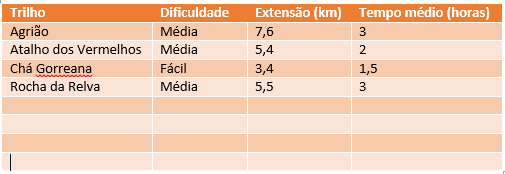 Trilho Dificuldade Extensão (km) Tempo médio (horas)
Agrião Média 7,6 3
Atalho dos Vermelhos Média 5,4 2
Chá Gorreana Fácil 3,4 1,5
Rocha da Relva Média 5,5 3